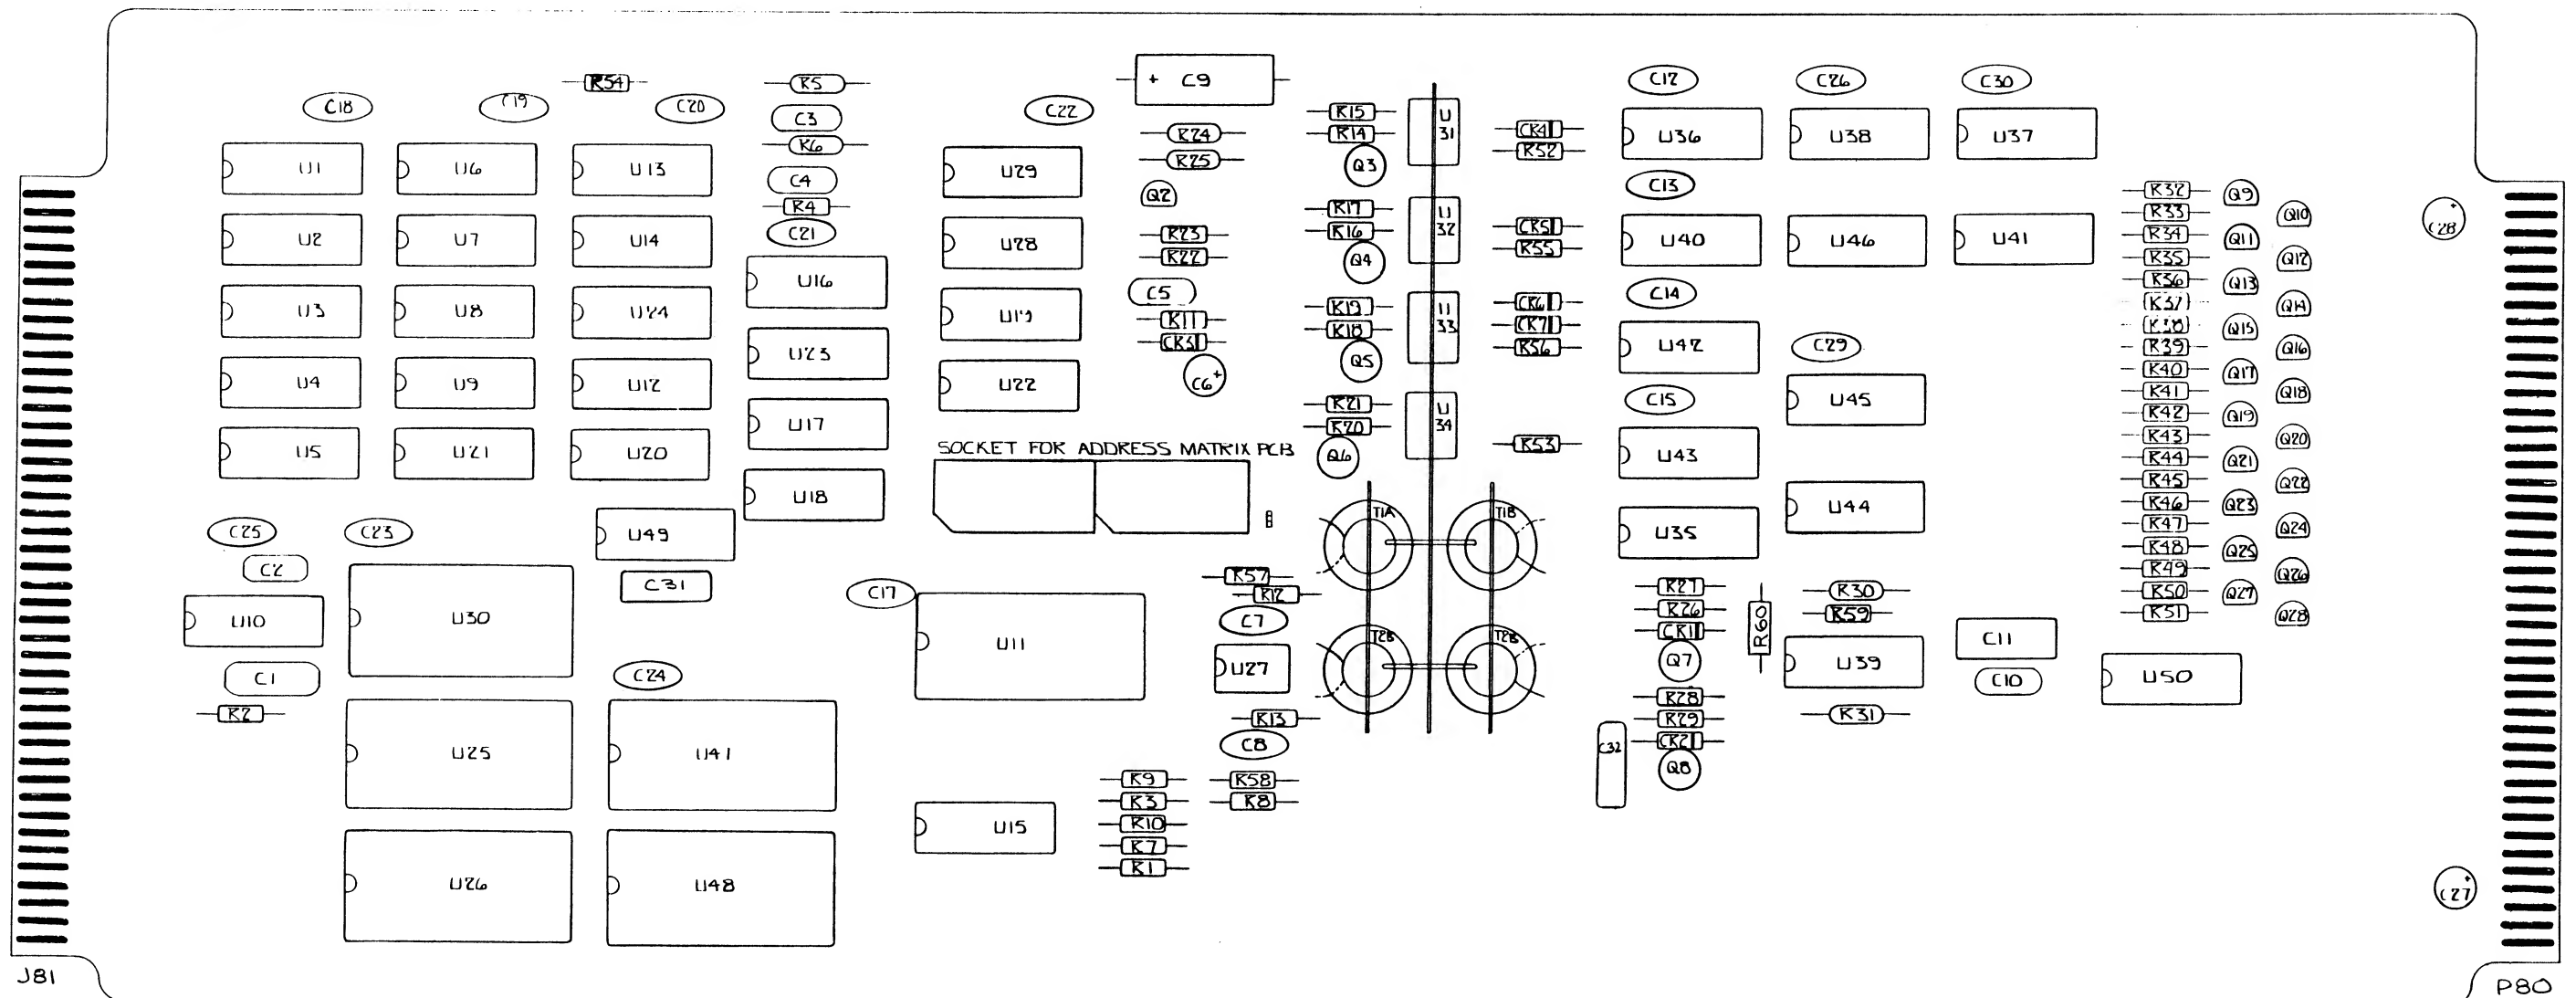 R54
R5
C9
C12
C26
C30
C18
C19
C20
C3
C22
R24
R25
R15
R14
U
31
CR4
R52
U36
U38
U37
R6
U1
U6
U13
C4
R4
U29
Q2
Q3
C13
R32
Q9
R33
Q10
C28
U2
U7
U14
C21
U28
R23
R22
R17
R16
Q4
U
32
CR5
R55
U40
U46
U41
R34
Q11
R35
Q12
U16
C5
C14
R36
Q13
U3
U8
U24
U19
R11
CR3
R19
R18
Q5
U
33
CR6
CR7
R56
U42
C29
R37
Q14
R38
Q15
R39
Q16
U23
U4
U9
U12
U22
C6
R21
R20
Q6
U
34
R53
C15
U45
R40
Q17
R41
Q18
R42
Q19
U17
U5
U21
U20
SOCKET FOR ADDRESS MATRIX PCB
U43
R43
Q20
R44
Q21
U18
R45
Q22
R46
Q23
C25
C23
U49
T1A
T1B
U35
U44
R47
Q24
R48
Q25
C2
C31
C17
R57
R12
R27
R26
CR1
R60
R30
R59
R49
Q26
R50
Q27
R51
Q28
U10
U30
U11
C7
T2B
T2B
C11
C1
C24
U27
Q7
U39
C10
U50
R2
R13
R28
R29
CR2
R31
U25
U41
C8
C32
Q8
R9
R58
R3
R8
U15
R10
R7
R1
U26
U48
C27
J81
P80